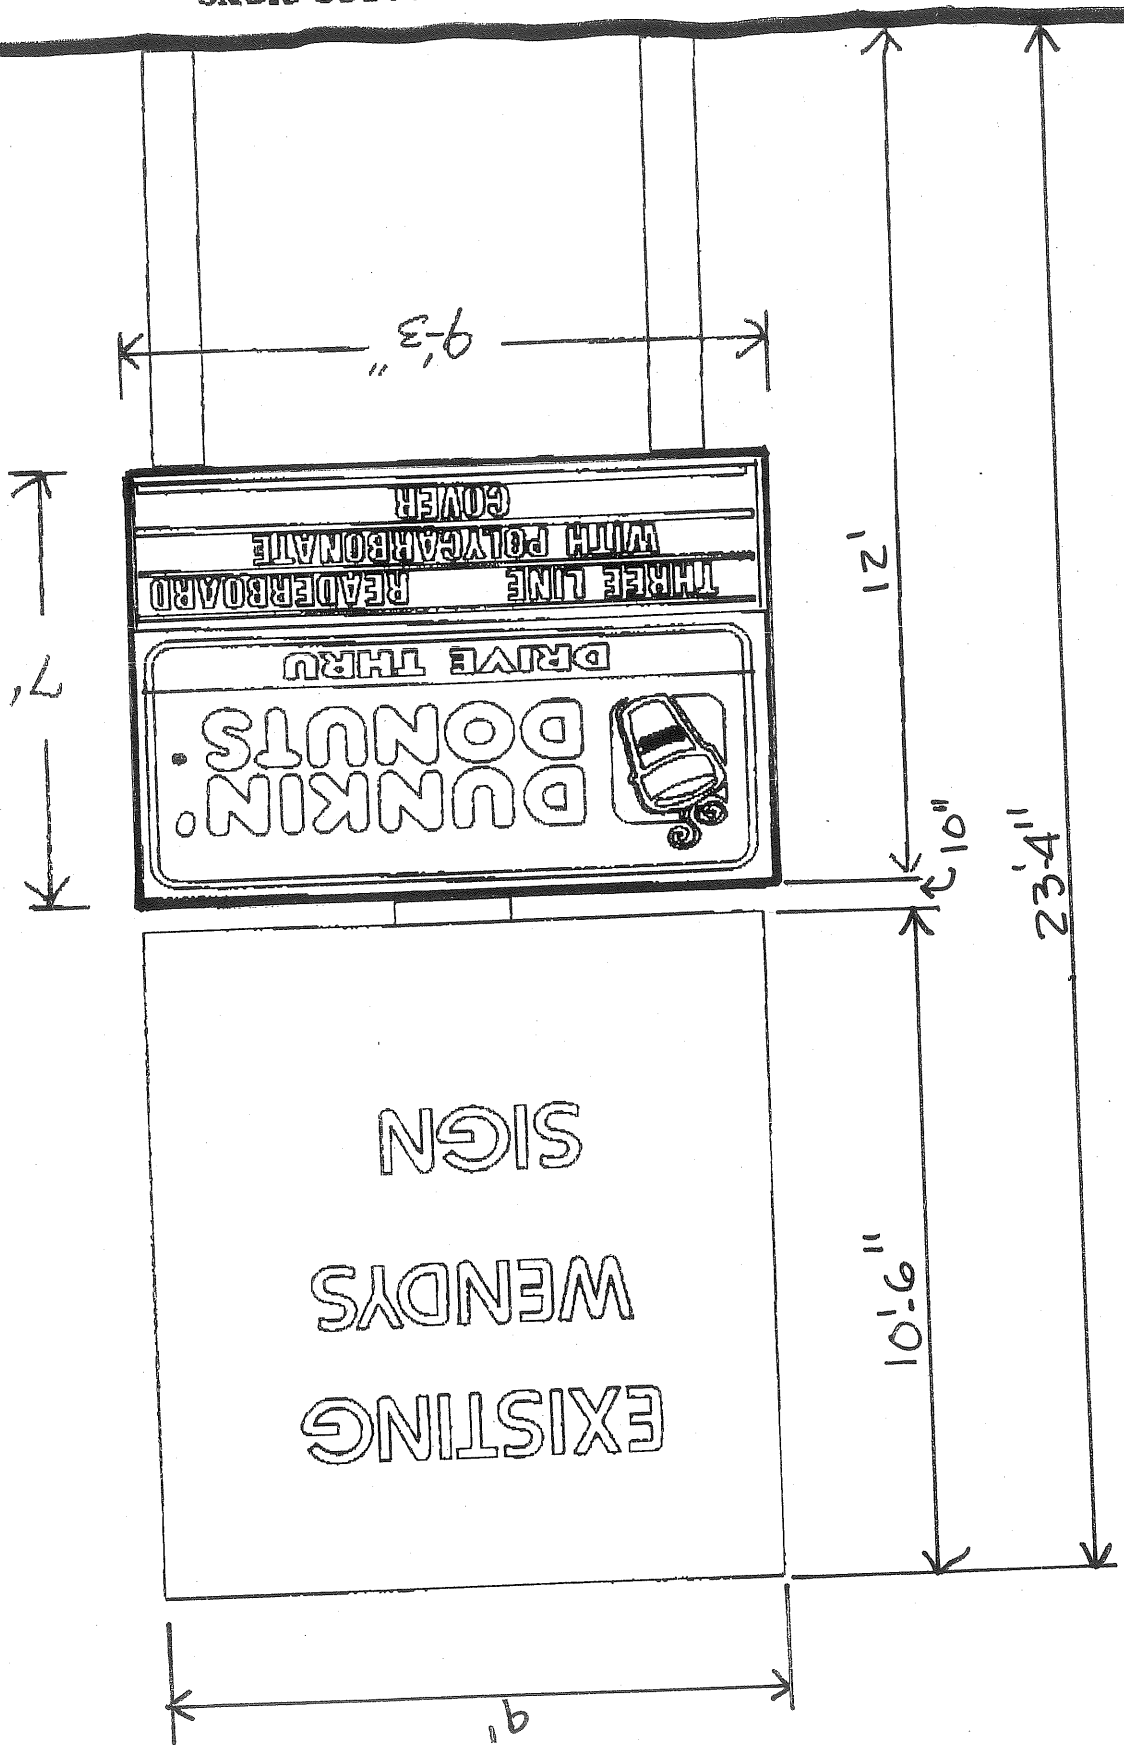 9'
EXISTING
WENDYS
SIGN
10'-6"
23'-4"
10"
DUNKIN'
DONUTS
DRIVE THRU
THREE LINE READERBOARD
WITH POLYCARBONATE
COVER
7'
12'
9'-3"